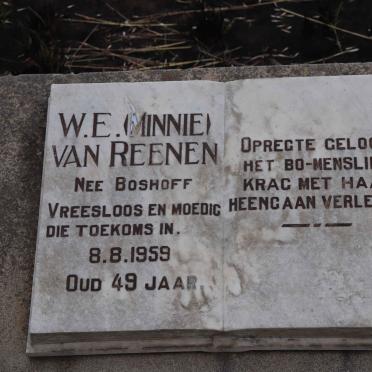 W.E. (MINNIE)
VAN REENEN
NEE BOSHOFF
VREESLOOS EN MOEDIG
DIE TOEKOMS IN.
8.8.1959
OUD 49 JAAR.
OPREGTE GELOO
HET BO-MENSLI
KRAG MET HA
HEENGAAN VERLE